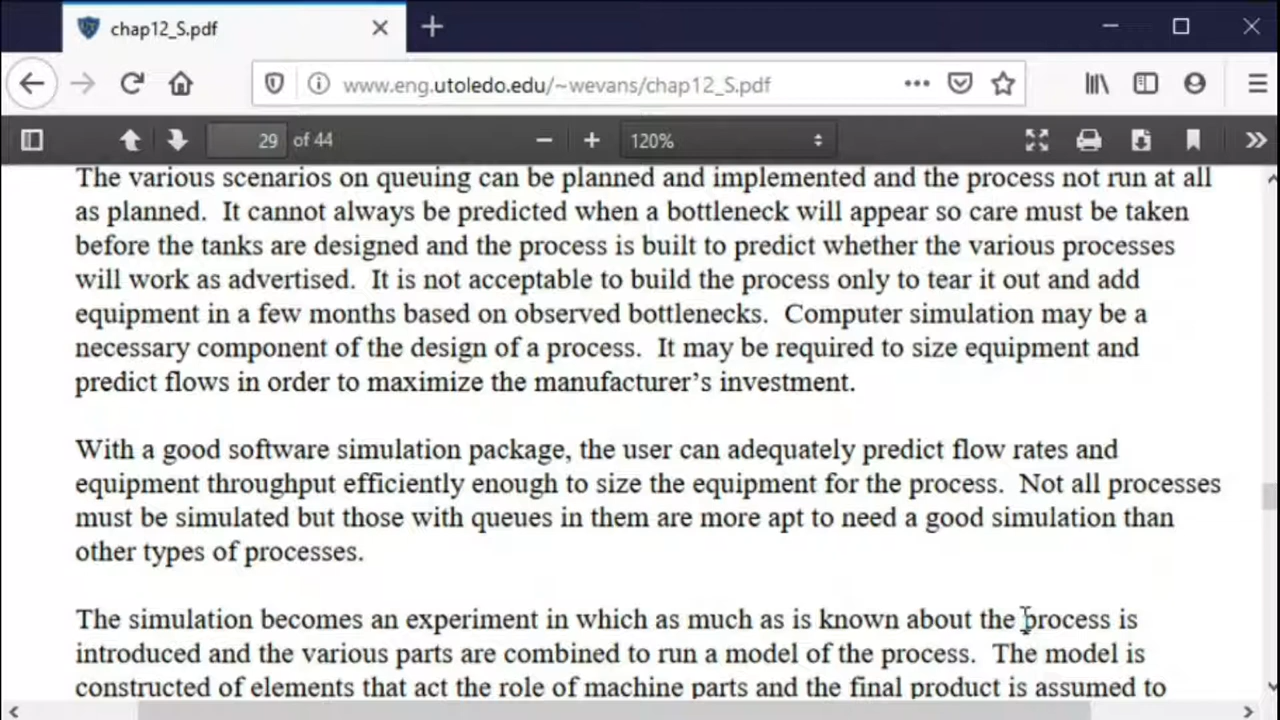 chap12_S.pdf
www.eng.utoledo.edu/~wevans/chap12_S.pdf
29 of 44
120%
The various scenarios on queuing can be planned and implemented and the process not run at all
as planned. It cannot always be predicted when a bottleneck will appear so care must be taken
before the tanks are designed and the process is built to predict whether the various processes
will work as advertised. It is not acceptable to build the process only to tear it out and add
equipment in a few months based on observed bottlenecks. Computer simulation may be a
necessary component of the design of a process. It may be required to size equipment and
predict flows in order to maximize the manufacturer’s investment.
With a good software simulation package, the user can adequately predict flow rates and
equipment throughput efficiently enough to size the equipment for the process. Not all processes
must be simulated but those with queues in them are more apt to need a good simulation than
other types of processes.
The simulation becomes an experiment in which as much as is known about the process is
introduced and the various parts are combined to run a model of the process. The model is
constructed of elements that act the role of machine parts and the final product is assumed to